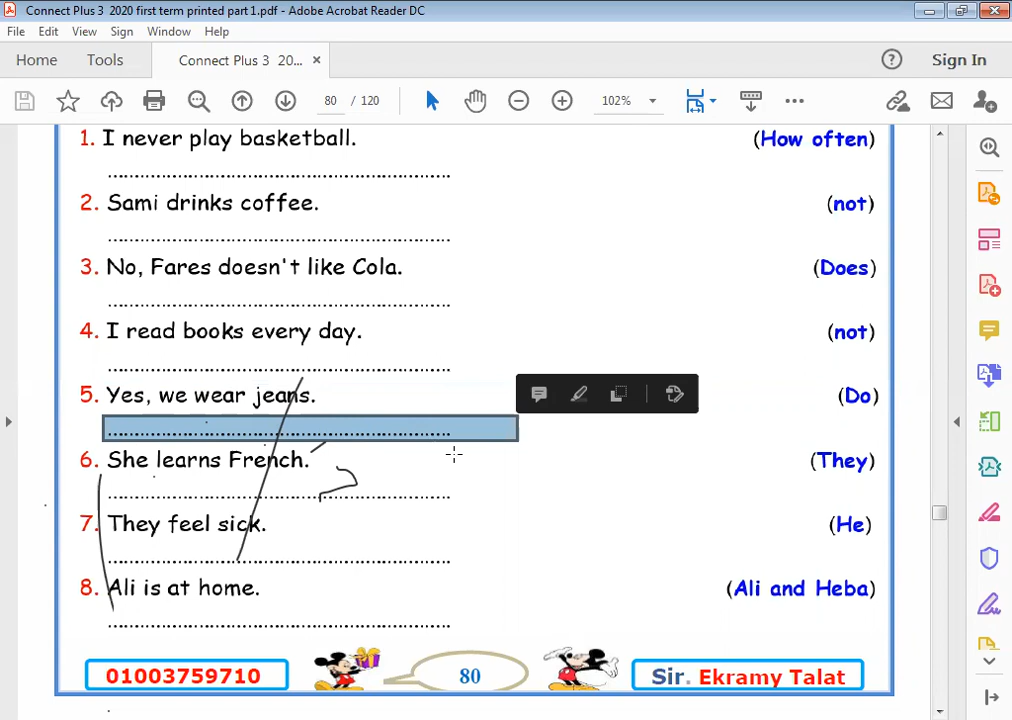 Connect Plus 3 2020 first term printed part 1.pdf - Adobe Acrobat Reader DC
File Edit View Sign Window Help
Home Tools Connect Plus 3 20... × ? Sign In
80 / 120 102%
1. I never play basketball. (How often)
..........................................................
2. Sami drinks coffee. (not)
..........................................................
3. No, Fares doesn't like Cola. (Does)
..........................................................
4. I read books every day. (not)
..........................................................
5. Yes, we wear jeans. (Do)
..........................................................
6. She learns French. (They)
..........................................................
7. They feel sick. (He)
..........................................................
8. Ali is at home. (Ali and Heba)
..........................................................
01003759710 80 Sir. Ekramy Talat